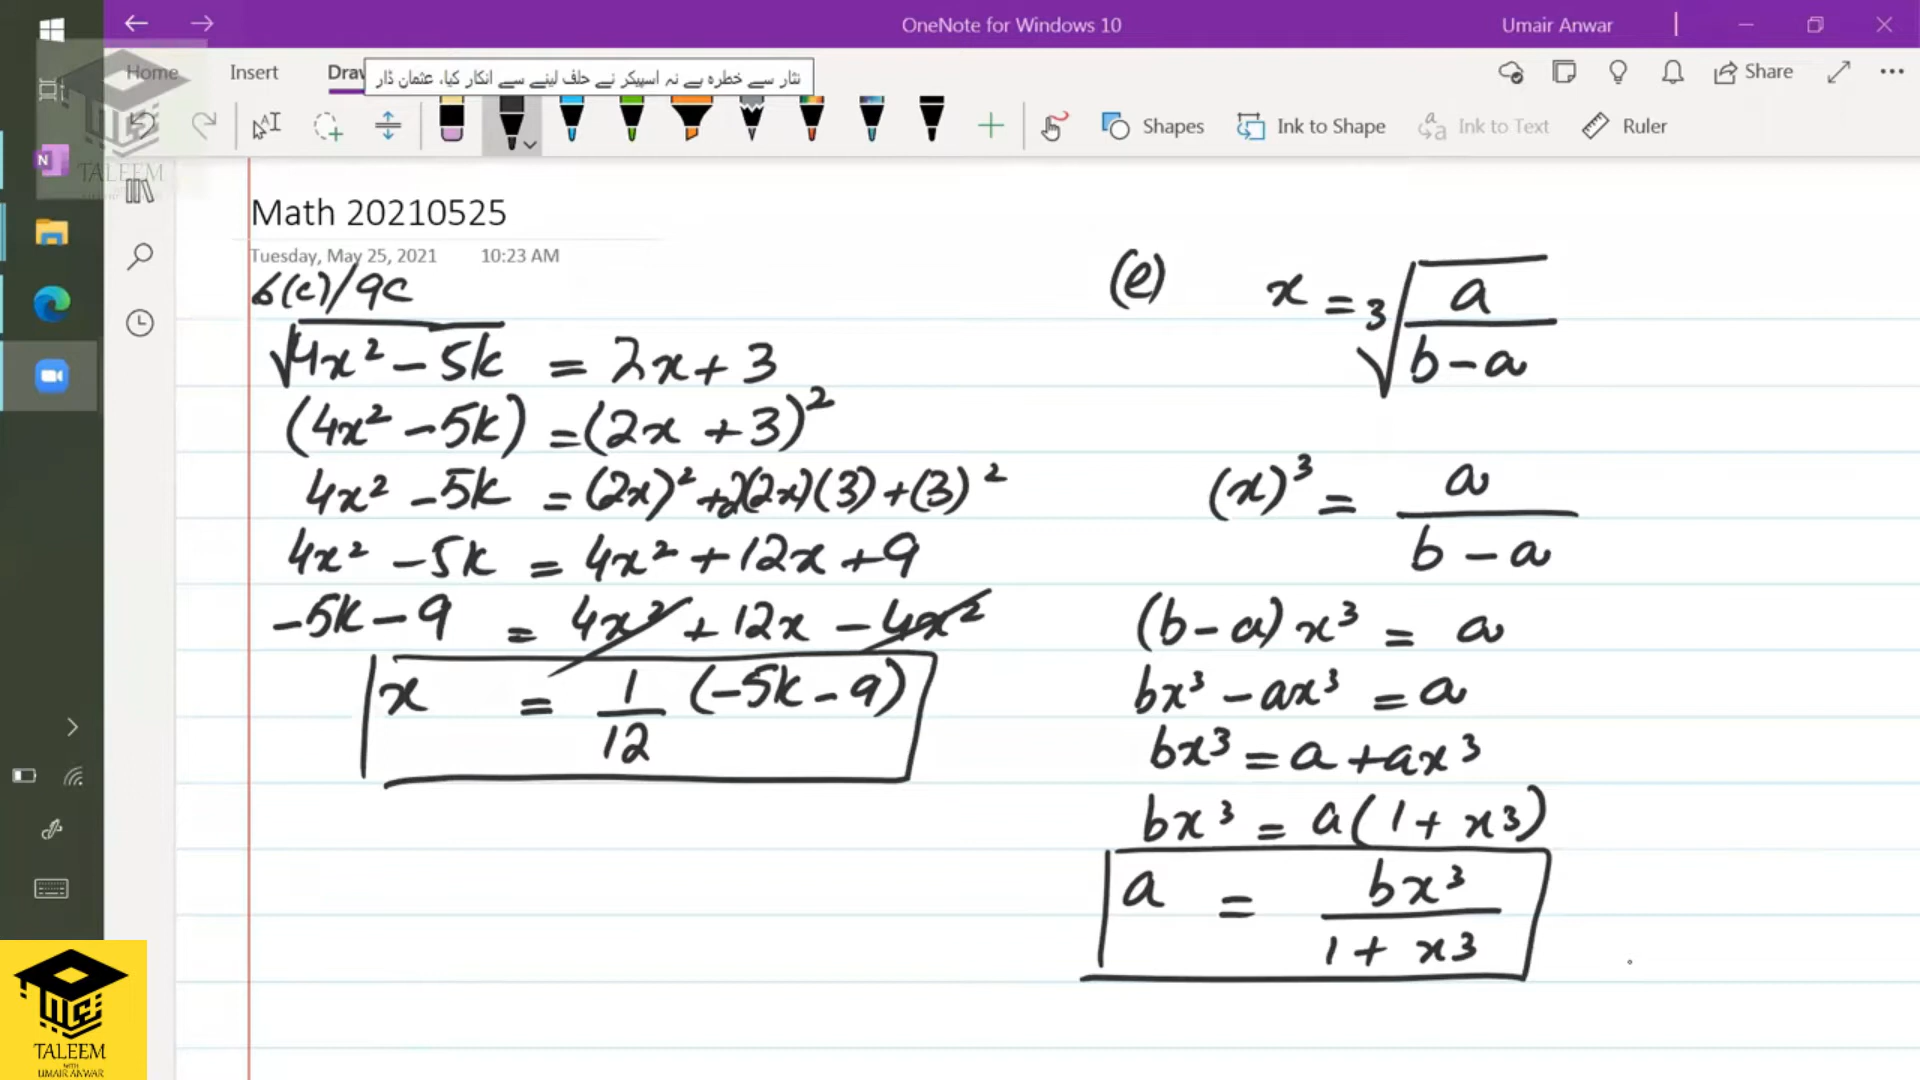 OneNote for Windows 10
Umair Anwar
Home
Insert
نثار سے خطرہ ہے نہ اسپیکر نے حلف لینے سے انکار کیا، عثمان ڈار
Share
Shapes
Ink to Shape
Ink to Text
Ruler
TALEEM
Math 20210525
Tuesday, May 25, 2021 10:23 AM
6(c)/9c
√4x² - 5k = 2x + 3
(4x² - 5k) = (2x + 3)²
4x² - 5k = (2x)² + 2(2x)(3) + (3)²
4x² - 5k = 4x² + 12x + 9
-5k - 9 = 4x² + 12x - 4x²
x = 1/12 (-5k - 9)
(e) x = ³√a/(b - a)
(x)³ = a/(b - a)
(b - a) x³ = a
bx³ - ax³ = a
bx³ = a + ax³
bx³ = a(1 + x3)
a = bx³/(1 + x3)
TALEEM
WITH
UMAIR ANWAR